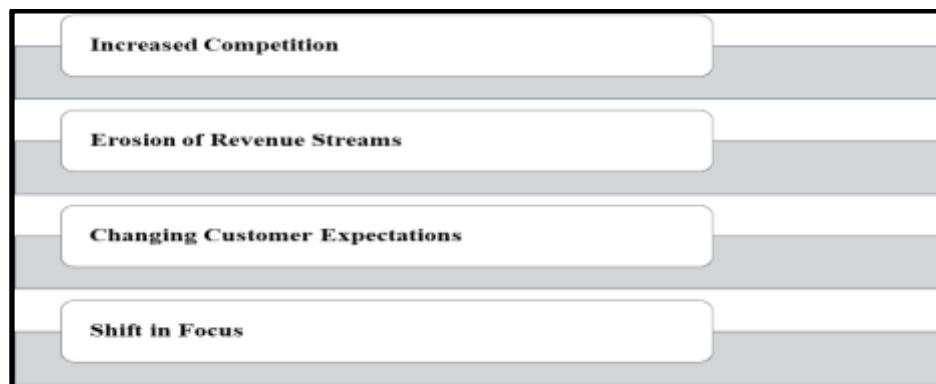 Increased Competition
Erosion of Revenue Streams
Changing Customer Expectations
Shift in Focus